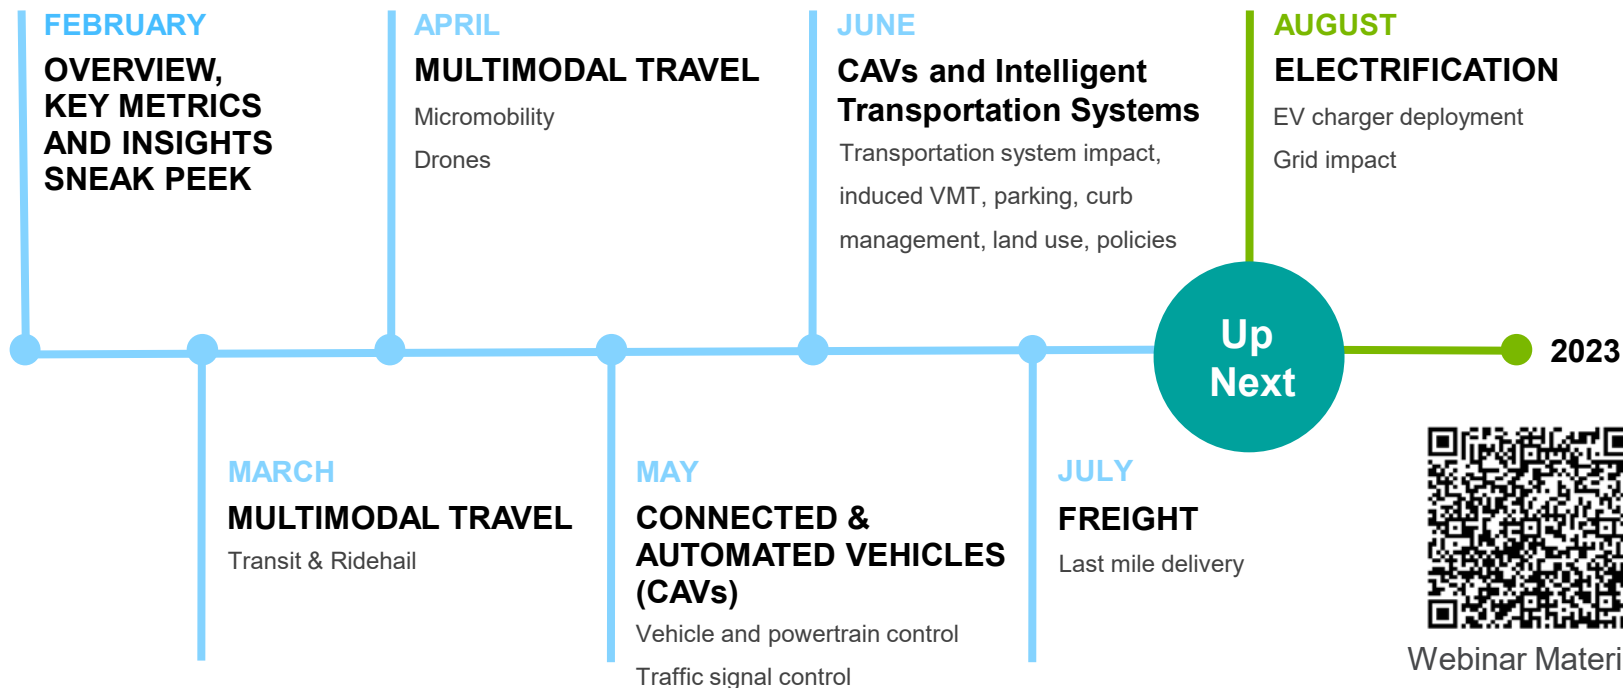 FEBRUARY
OVERVIEW,
KEY METRICS
AND INSIGHTS
SNEAK PEEK
APRIL
MULTIMODAL TRAVEL
Micromobility
Drones
JUNE
CAVs and Intelligent
Transportation Systems
Transportation system impact,
induced VMT, parking, curb
management, land use, policies
AUGUST
ELECTRIFICATION
EV charger deployment
Grid impact
Up
Next
2023
MARCH
MULTIMODAL TRAVEL
Transit & Ridehail
MAY
CONNECTED &
AUTOMATED VEHICLES
(CAVs)
Vehicle and powertrain control
Traffic signal control
JULY
FREIGHT
Last mile delivery
Webinar Materi